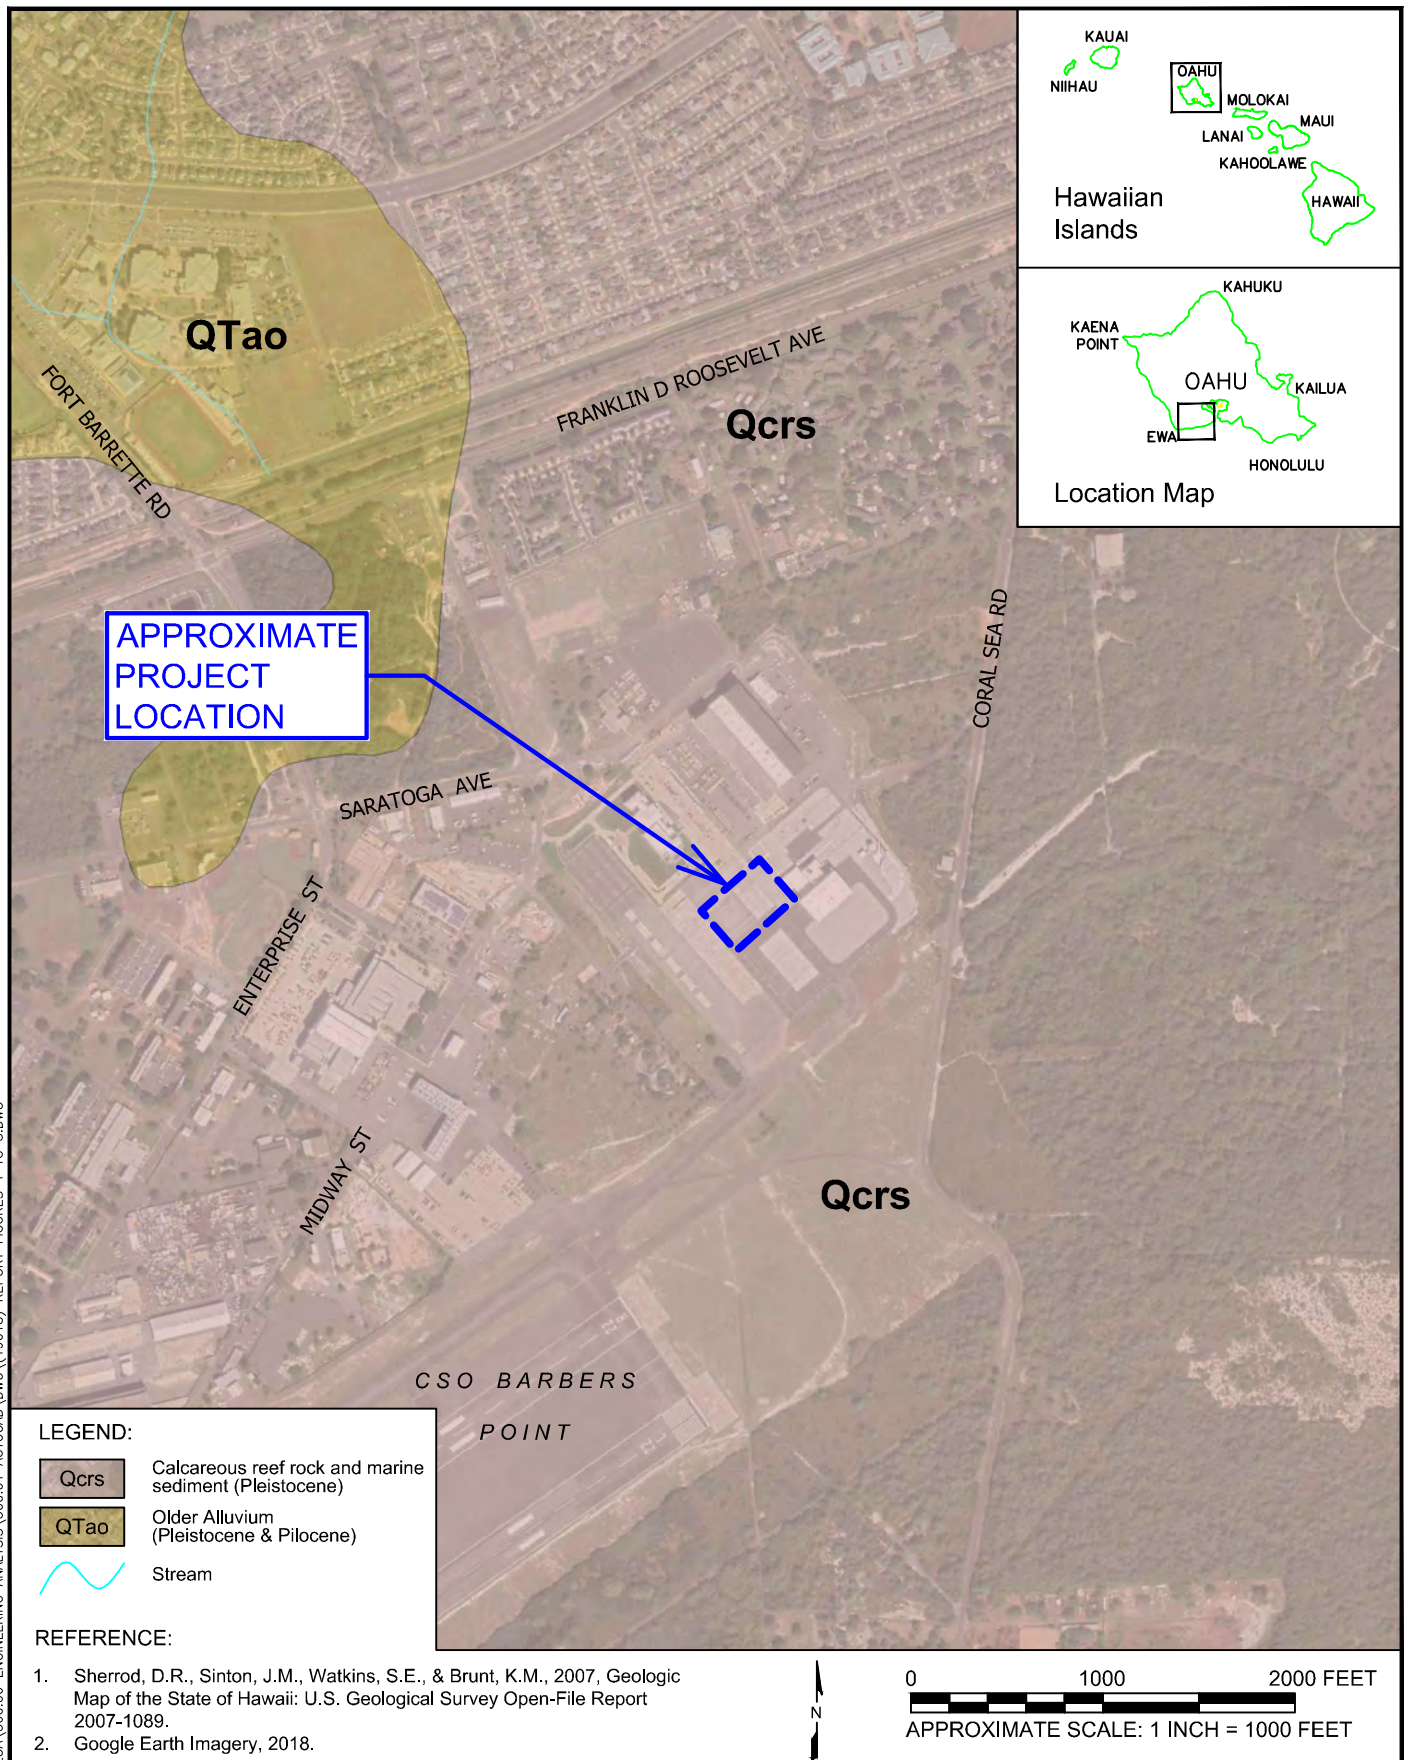 KAUAI
NIIHAU
OAHU
MOLOKAI
LANAI
MAUI
KAHOOLAWE
HAWAII
Hawaiian
Islands
KAHUKU
KAENA
POINT
OAHU
KAILUA
EWA
HONOLULU
Location Map
QTao
FORT BARRETTE RD
FRANKLIN D ROOSEVELT AVE
Qcrs
APPROXIMATE
PROJECT
LOCATION
CORAL SEA RD
SARATOGA AVE
ENTERPRISE ST
MIDWAY ST
Qcrs
CSO BARBERS
POINT
LEGEND:
Qcrs
Calcareous reef rock and marine
sediment (Pleistocene)
QTao
Older Alluvium
(Pleistocene & Pilocene)
Stream
REFERENCE:
1. Sherrod, D.R., Sinton, J.M., Watkins, S.E., & Brunt, K.M., 2007, Geologic
Map of the State of Hawaii: U.S. Geological Survey Open-File Report
2007-1089.
2. Google Earth Imagery, 2018.
N
0 1000 2000 FEET
APPROXIMATE SCALE: 1 INCH = 1000 FEET